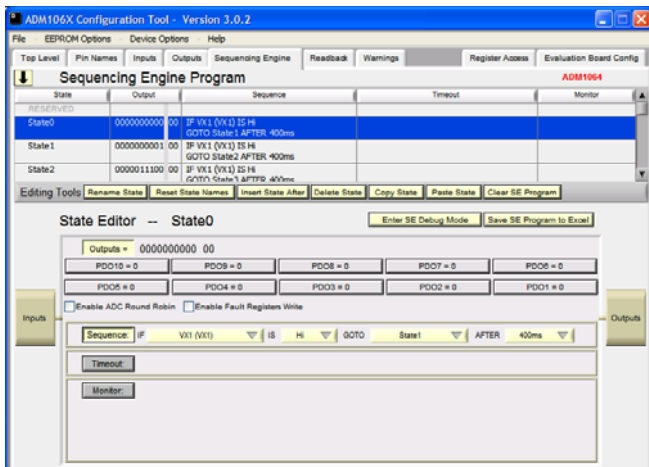 ADM106X Configuration Tool - Version 3.0.2
File EEPROM Options Device Options Help
Top Level Pin Names Inputs Outputs Sequencing Engine Readback Warnings Register Access Evaluation Board Config
Sequencing Engine Program ADM1064
State Output Sequence Timeout Monitor
RESERVED
State0 0000000000 00 IF VX1 (VX1) IS Hi
GOTO State1 AFTER 400ms
State1 0000000001 00 IF VX1 (VX1) IS Hi
GOTO State2 AFTER 400ms
State2 0000011100 00 IF VX1 (VX1) IS Hi
GOTO State3 AFTER 400ms
Editing Tools Rename State Reset State Names Insert State After Delete State Copy State Paste State Clear SE Program
State Editor -- State0 Enter SE Debug Mode Save SE Program to Excel
Outputs = 0000000000 00
PDO10 = 0 PDO9 = 0 PDO8 = 0 PDO7 = 0 PDO6 = 0
PDO5 = 0 PDO4 = 0 PDO3 = 0 PDO2 = 0 PDO1 = 0
Enable ADC Round Robin Enable Fault Registers Write
Inputs Outputs
Sequence: IF VX1 (VX1) IS Hi GOTO State1 AFTER 400ms
Timeout:
Monitor: